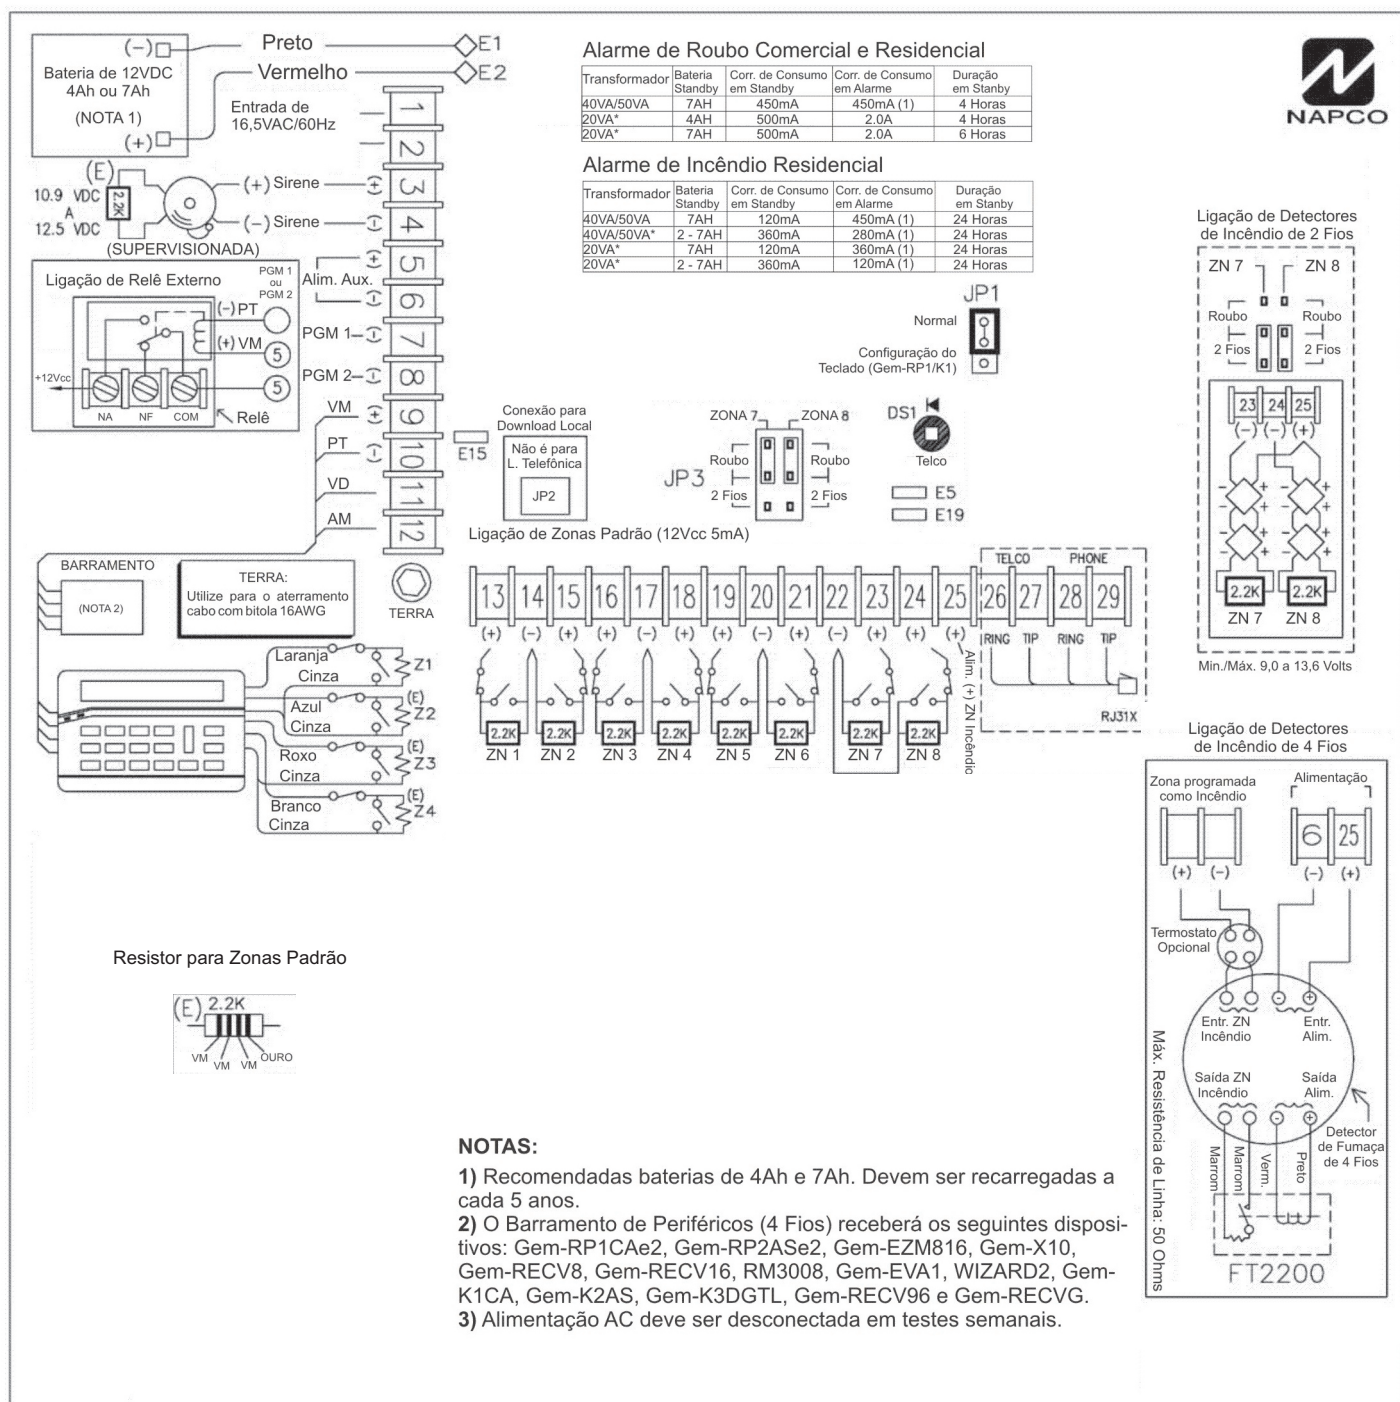 (-)
Preto
E1
Bateria de 12VDC
4Ah ou 7Ah
(NOTA 1)
Vermelho
E2
(+)
Entrada de
16,5VAC/60Hz
1
2
3
4
5
6
7
8
9
10
11
12
(E)
2.2K
10.9 VDC
A
12.5 VDC
(+) Sirene (+)
(-) Sirene (-)
(SUPERVISIONADA)
Alim. Aux.
(+)
(-)
PGM 1 (-)
PGM 2 (-)
VM (+)
PT (-)
VD
AM
TERRA
Ligação de Relê Externo
PGM 1
ou
PGM 2
(-) PT
(+) VM
5
5
+12Vcc
NA NF COM
Relê
BARRAMENTO
(NOTA 2)
TERRA:
Utilize para o aterramento
cabo com bitola 16AWG
Laranja
Cinza
Z1
Azul
Cinza
(E)
Z2
Roxo
Cinza
(E)
Z3
Branco
Cinza
(E)
Z4
Alarme de Roubo Comercial e Residencial
Transformador Bateria Standby Corr. de Consumo em Standby Corr. de Consumo em Alarme Duração em Stanby
40VA/50VA 7AH 450mA 450mA (1) 4 Horas
20VA* 4AH 500mA 2.0A 4 Horas
20VA* 7AH 500mA 2.0A 6 Horas
Alarme de Incêndio Residencial
Transformador Bateria Standby Corr. de Consumo em Standby Corr. de Consumo em Alarme Duração em Stanby
40VA/50VA 7AH 120mA 450mA (1) 24 Horas
40VA/50VA* 2 - 7AH 360mA 280mA (1) 24 Horas
20VA* 7AH 120mA 360mA (1) 24 Horas
20VA* 2 - 7AH 360mA 120mA (1) 24 Horas
NAPCO
JP1
Normal
Configuração do
Teclado (Gem-RP1/K1)
E15
Conexão para
Download Local
Não é para
L. Telefônica
JP2
ZONA 7 ZONA 8
JP3
Roubo Roubo
2 Fios 2 Fios
DS1
Telco
E5
E19
Ligação de Zonas Padrão (12Vcc 5mA)
TELCO PHONE
13 14 15 16 17 18 19 20 21 22 23 24 25 26 27 28 29
(+) (-) (+) (+) (-) (+) (+) (-) (+) (-) (+) (+) (+)
RING TIP RING TIP
Alim. (+) ZN Incêndio
RJ31X
2.2K 2.2K 2.2K 2.2K 2.2K 2.2K 2.2K 2.2K
ZN 1 ZN 2 ZN 3 ZN 4 ZN 5 ZN 6 ZN 7 ZN 8
Ligação de Detectores
de Incêndio de 2 Fios
ZN 7 ZN 8
Roubo Roubo
2 Fios 2 Fios
23 24 25
(-) (-) (+)
- + - +
- + - +
2.2K 2.2K
ZN 7 ZN 8
Min./Máx. 9,0 a 13,6 Volts
Ligação de Detectores
de Incêndio de 4 Fios
Zona programada
como Incêndio
Alimentação
6 25
(+) (-) (-) (+)
Termostato
Opcional
- +
Entr. ZN
Incêndio
Entr.
Alim.
Saída ZN
Incêndio
Saída
Alim.
- +
Detector
de Fumaça
de 4 Fios
Marrom
Marrom
Verm.
Preto
FT2200
Máx. Resistência de Linha: 50 Ohms
Resistor para Zonas Padrão
(E) 2.2K
VM VM VM OURO
NOTAS:
1) Recomendadas baterias de 4Ah e 7Ah. Devem ser recarregadas a
cada 5 anos.
2) O Barramento de Periféricos (4 Fios) receberá os seguintes disposi-
tivos: Gem-RP1CAe2, Gem-RP2ASe2, Gem-EZM816, Gem-X10,
Gem-RECV8, Gem-RECV16, RM3008, Gem-EVA1, WIZARD2, Gem-
K1CA, Gem-K2AS, Gem-K3DGTL, Gem-RECV96 e Gem-RECVG.
3) Alimentação AC deve ser desconectada em testes semanais.